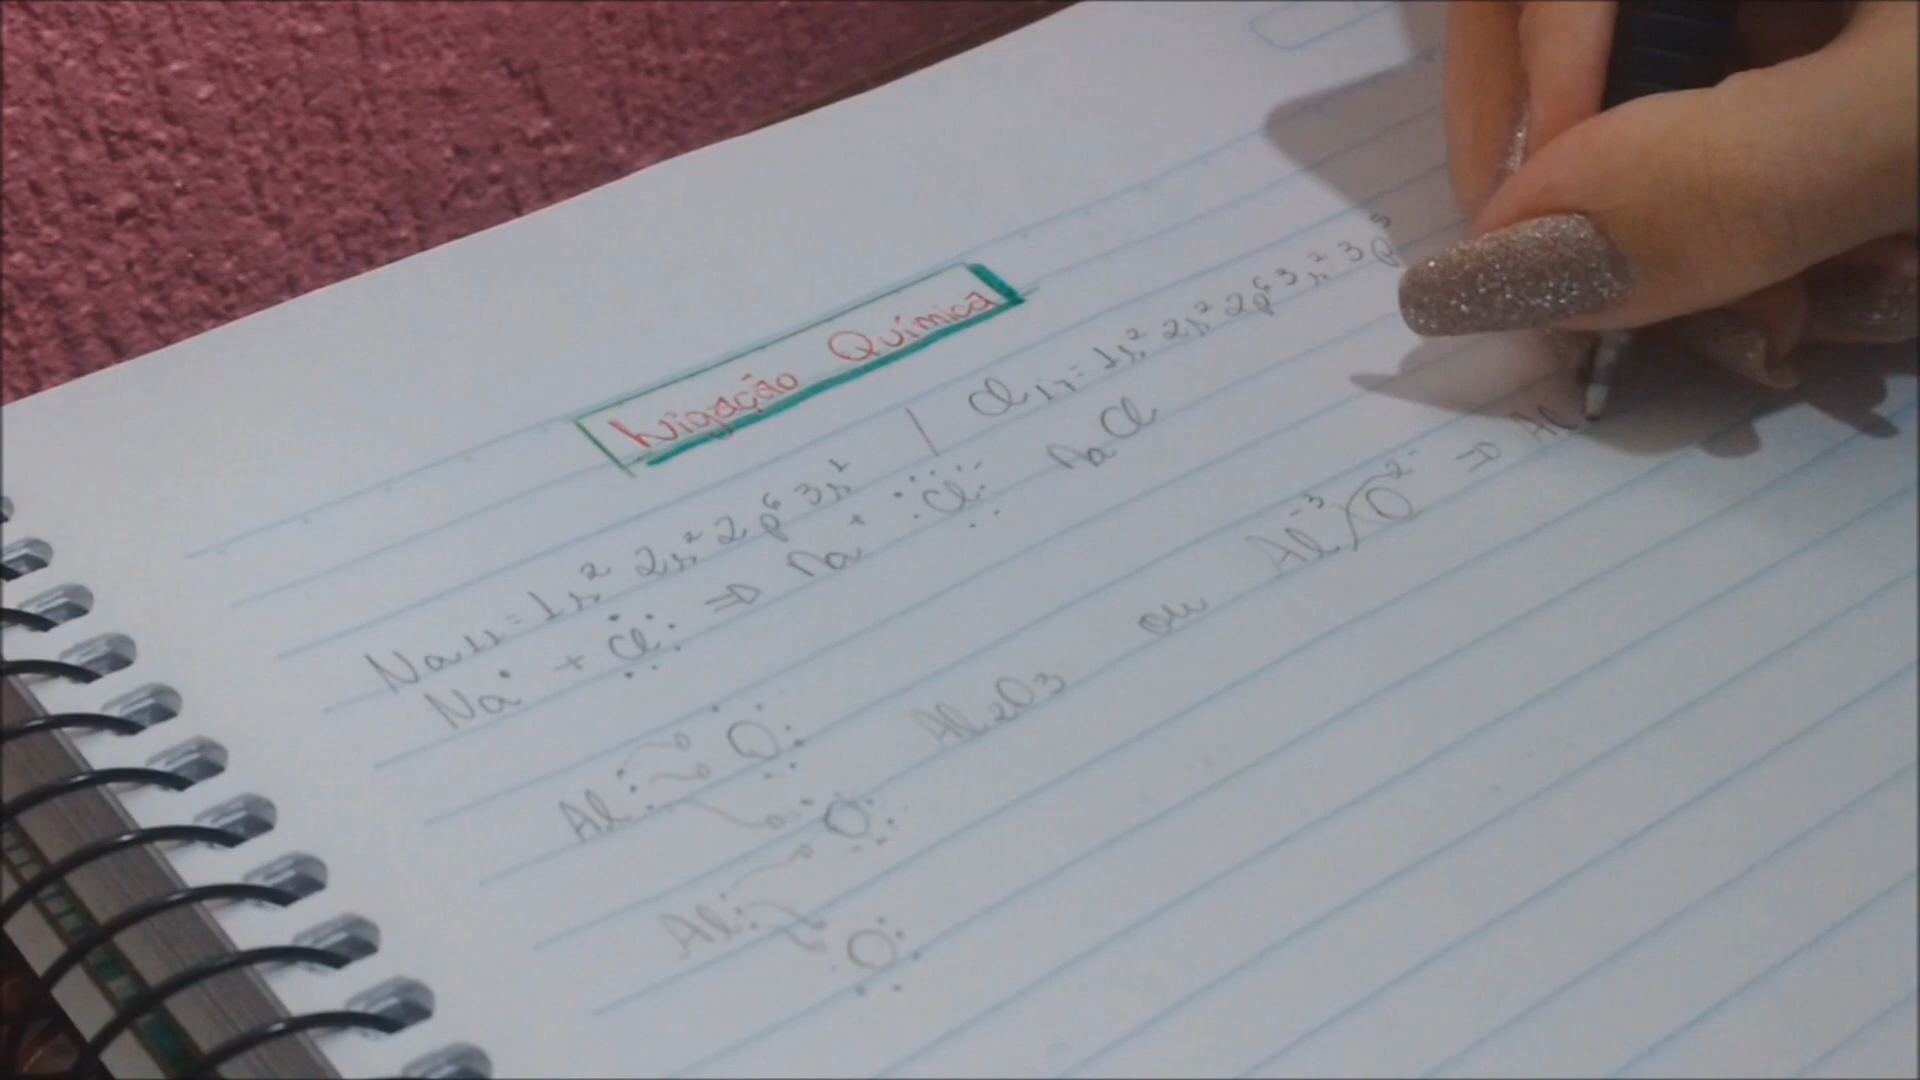 Ligação Química
Na11 = 1s² 2s² 2p⁶ 3s¹ | Cl17 = 1s² 2s² 2p⁶ 3s² 3p⁵
Na + Cl ⇒ Na⁺ Cl NaCl
Al O
O Al2O3 ou Al⁻³ O²⁻ ⇒ Al
Al
O